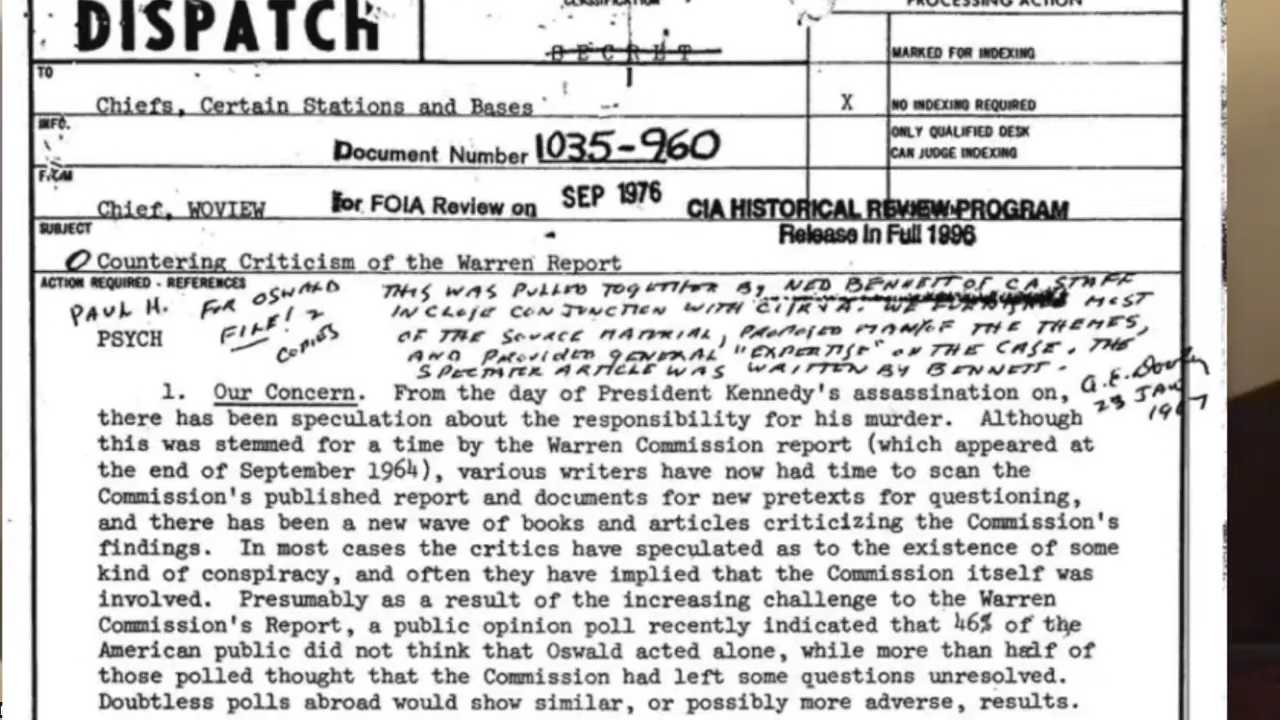 DISPATCH
CLASSIFICATION
SECRET
PROCESSING ACTION
MARKED FOR INDEXING
TO
Chiefs, Certain Stations and Bases
X
NO INDEXING REQUIRED
INFO.
Document Number 1035-960
ONLY QUALIFIED DESK
CAN JUDGE INDEXING
FROM
Chief, WOVIEW
for FOIA Review on SEP 1976
CIA HISTORICAL REVIEW PROGRAM
Release in Full 1996
SUBJECT
Countering Criticism of the Warren Report
ACTION REQUIRED - REFERENCES
PAUL H. FOR OSWALD
FILE! 2
COPIES
PSYCH
THIS WAS PULLED TOGETHER BY NED BENNETT OF CA STAFF
IN CLOSE CONJUNCTION WITH CI/R&A. WE FURNISHED MOST
OF THE SOURCE MATERIAL, PROPOSED MANY OF THE THEMES,
AND PROVIDED GENERAL "EXPERTISE" ON THE CASE. THE
SPECTATOR ARTICLE WAS WRITTEN BY BENNETT.
23 JAN
1967
1. Our Concern. From the day of President Kennedy's assassination on,
there has been speculation about the responsibility for his murder. Although
this was stemmed for a time by the Warren Commission report (which appeared at
the end of September 1964), various writers have now had time to scan the
Commission's published report and documents for new pretexts for questioning,
and there has been a new wave of books and articles criticizing the Commission's
findings. In most cases the critics have speculated as to the existence of some
kind of conspiracy, and often they have implied that the Commission itself was
involved. Presumably as a result of the increasing challenge to the Warren
Commission's Report, a public opinion poll recently indicated that 46% of the
American public did not think that Oswald acted alone, while more than half of
those polled thought that the Commission had left some questions unresolved.
Doubtless polls abroad would show similar, or possibly more adverse, results.